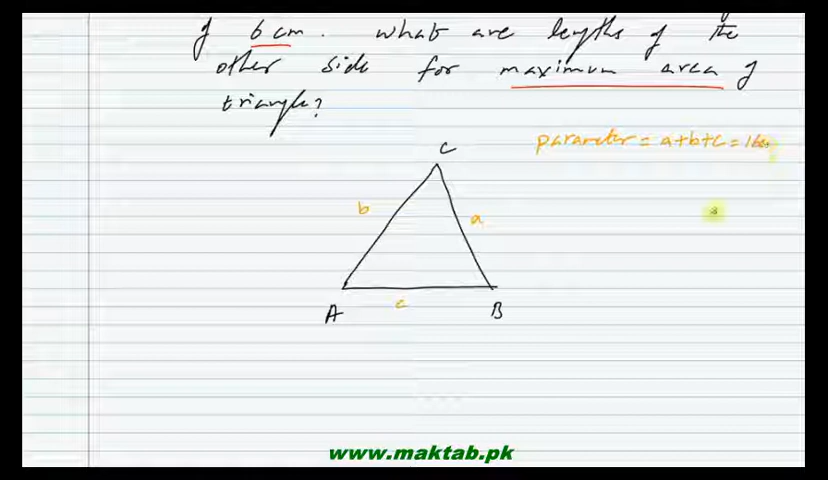 of 6 cm. what are lengths of the
other side for maximum area of
triangle?
C
parameter = a+b+c = 16
b
a
c
A
B
www.maktab.pk